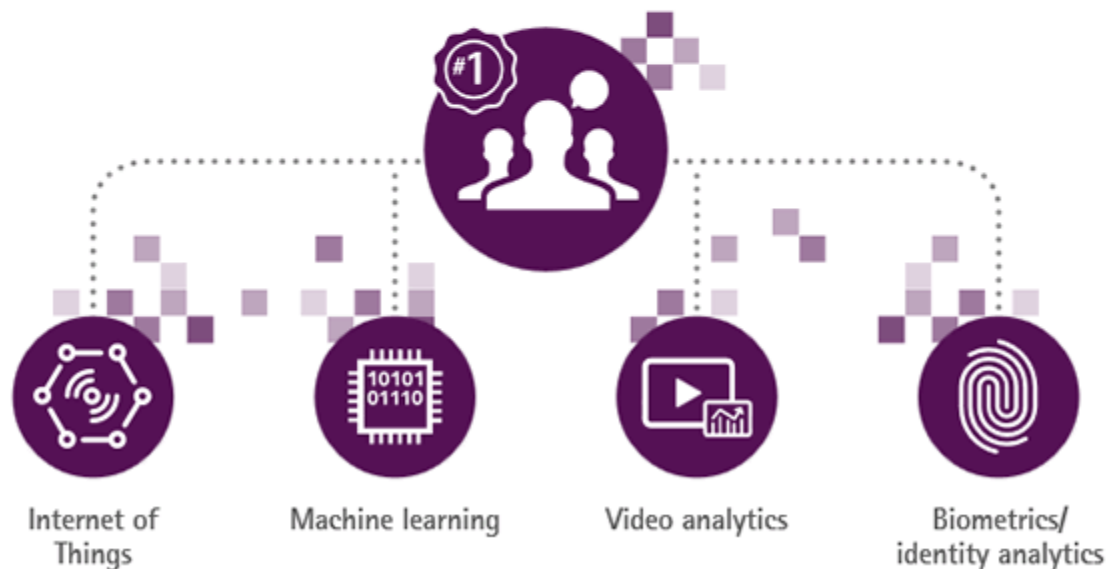 #1
10101
01110
Internet of
Things
Machine learning
Video analytics
Biometrics/
identity analytics